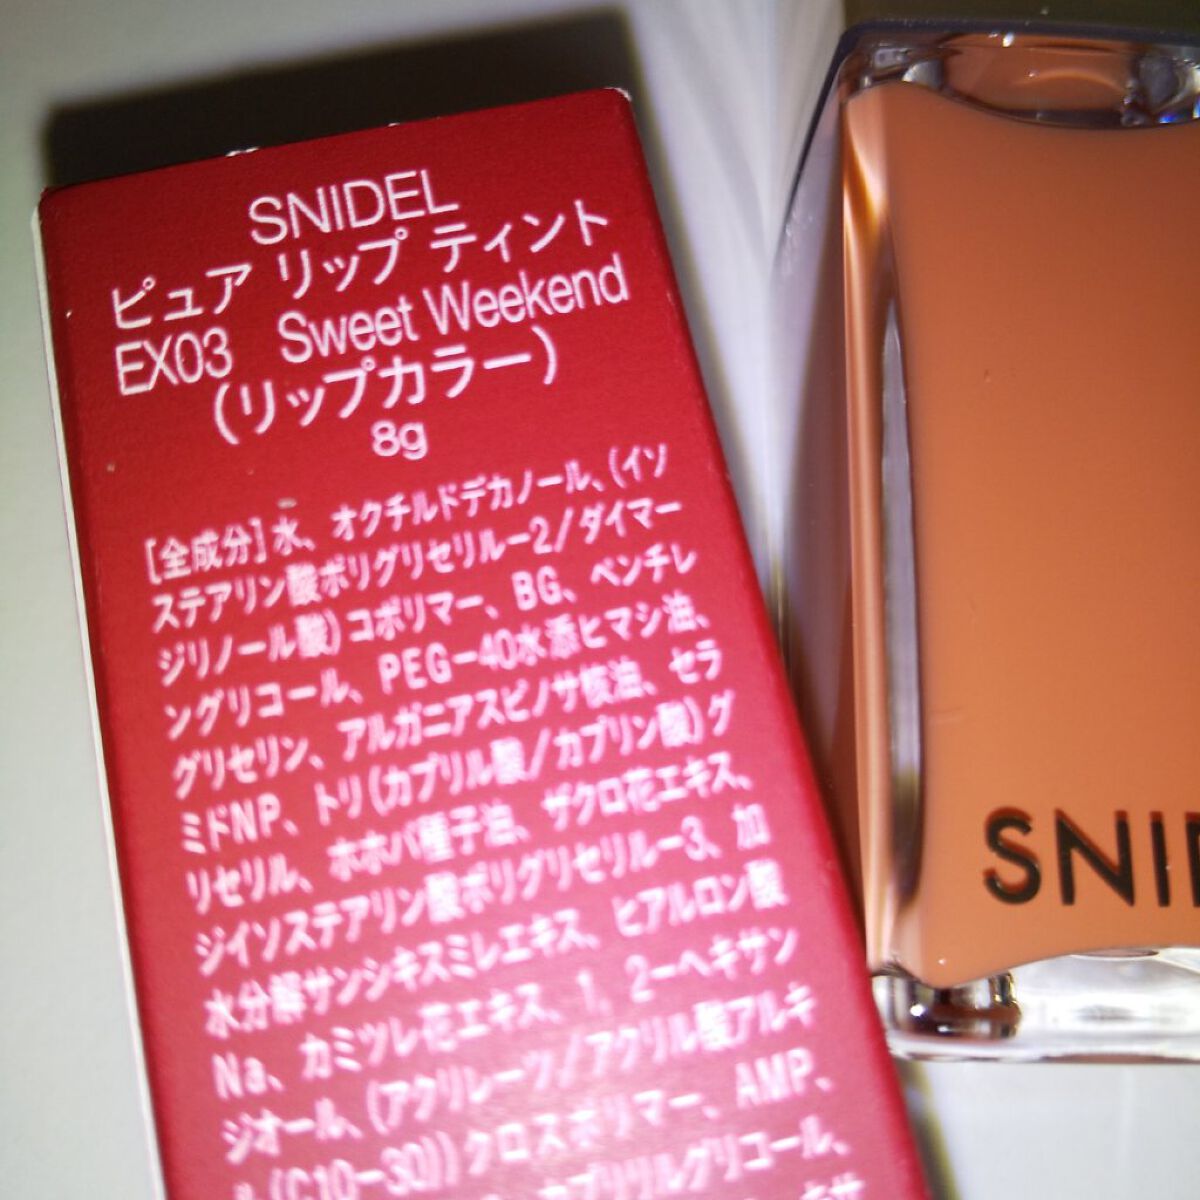 SNIDEL
ピュア リップ ティント
EX03 Sweet Weekend
(リップカラー)
8g
[全成分]水、オクチルドデカノール、(イソ
ステアリン酸ポリグリセリル-2/ダイマー
ジリノール酸)コポリマー、BG、ペンチレ
ングリコール、PEG-40水添ヒマシ油、
グリセリン、アルガニアスピノサ核油、セラ
ミドNP、トリ(カプリル酸/カプリン酸)グ
リセリル、ホホバ種子油、ザクロ花エキス、
ジイソステアリン酸ポリグリセリル-3、加
水分解サンシキスミレエキス、ヒアルロン酸
Na、カミツレ花エキス、1, 2-ヘキサン
ジオール、(アクリレーツ/アクリル酸アルキ
ル(C10-30))クロスポリマー、AMP、
カプリリルグリコール、
SNID